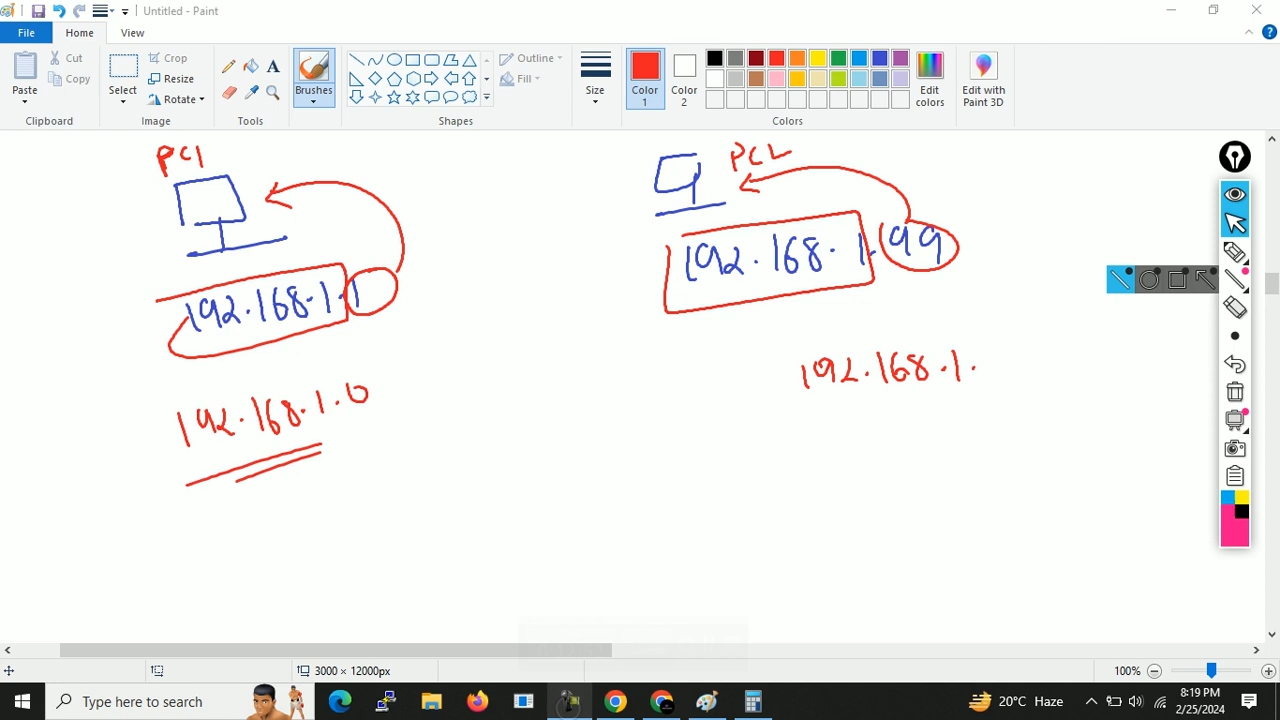 Untitled - Paint
File
Home
View
Paste
Cut
Copy
Clipboard
Select
Crop
Resize
Rotate
Image
Tools
Brushes
Shapes
Outline
Fill
Size
Color 1
Color 2
Colors
Edit colors
Edit with Paint 3D
PC1
PC2
192.168.1.1
192.168.1.99
192.168.1.0
192.168.1.
3000 × 12000px
100%
Type here to search
20°C Haze
8:19 PM
2/25/2024